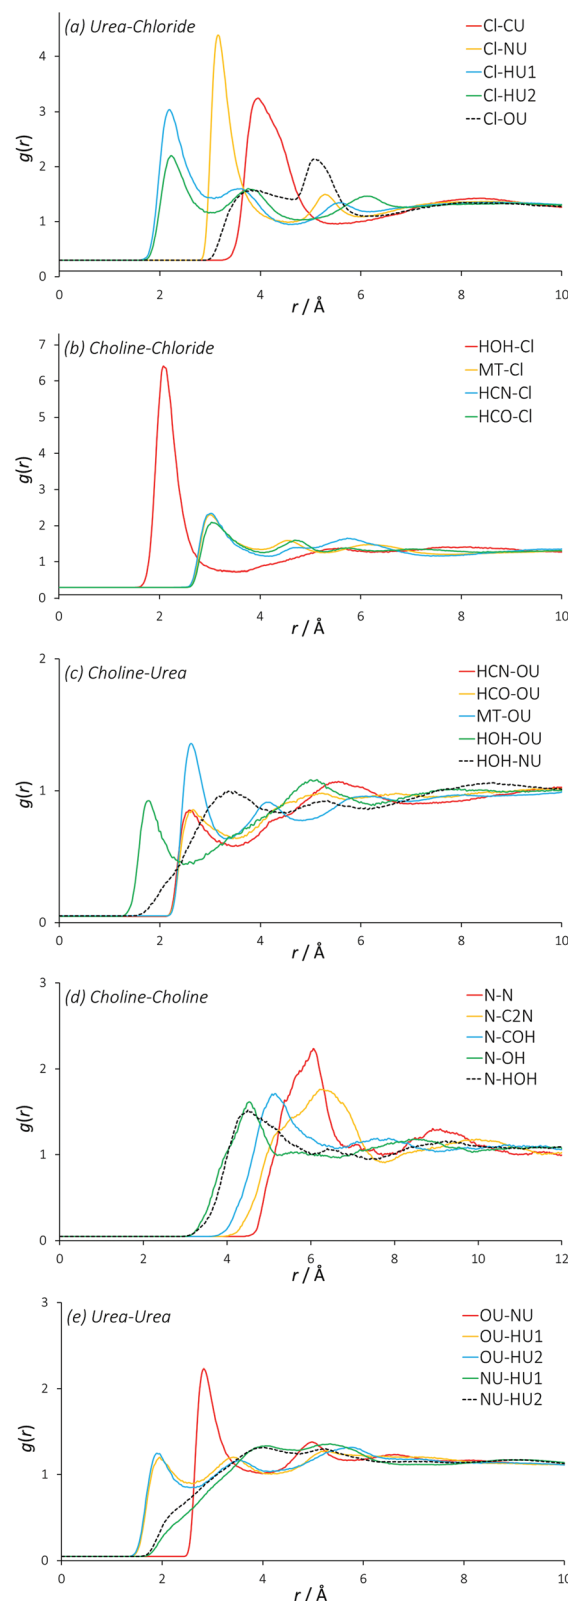 (a) Urea-Chloride
Cl-CU
Cl-NU
Cl-HU1
Cl-HU2
Cl-OU
g(r)
4
3
2
1
0
0 2 4 6 8 10
r / Å
(b) Choline-Chloride
HOH-Cl
MT-Cl
HCN-Cl
HCO-Cl
g(r)
7
6
5
4
3
2
1
0
0 2 4 6 8 10
r / Å
(c) Choline-Urea
HCN-OU
HCO-OU
MT-OU
HOH-OU
HOH-NU
g(r)
2
1
0
0 2 4 6 8 10
r / Å
(d) Choline-Choline
N-N
N-C2N
N-COH
N-OH
N-HOH
g(r)
3
2
1
0
0 2 4 6 8 10 12
r / Å
(e) Urea-Urea
OU-NU
OU-HU1
OU-HU2
NU-HU1
NU-HU2
g(r)
3
2
1
0
0 2 4 6 8 10
r / Å